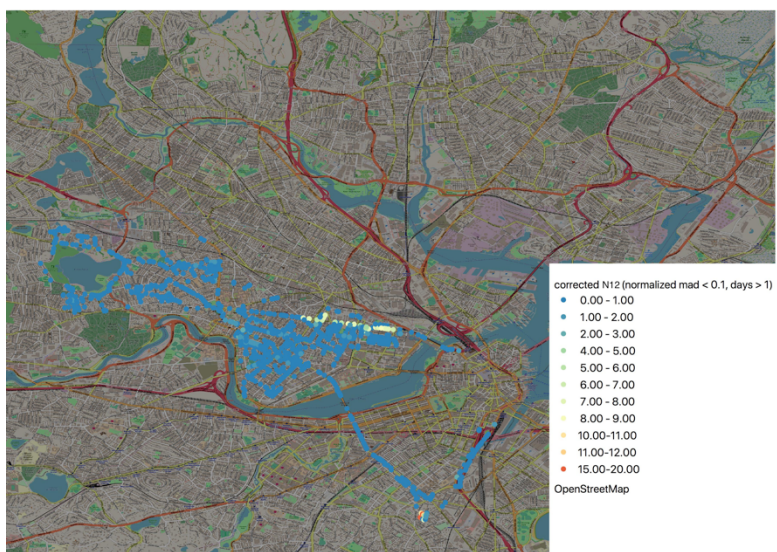 corrected N12 (normalized mad < 0.1, days > 1)
0.00 - 1.00
1.00 - 2.00
2.00 - 3.00
4.00 - 5.00
5.00 - 6.00
6.00 - 7.00
7.00 - 8.00
8.00 - 9.00
10.00-11.00
11.00-12.00
15.00-20.00
OpenStreetMap